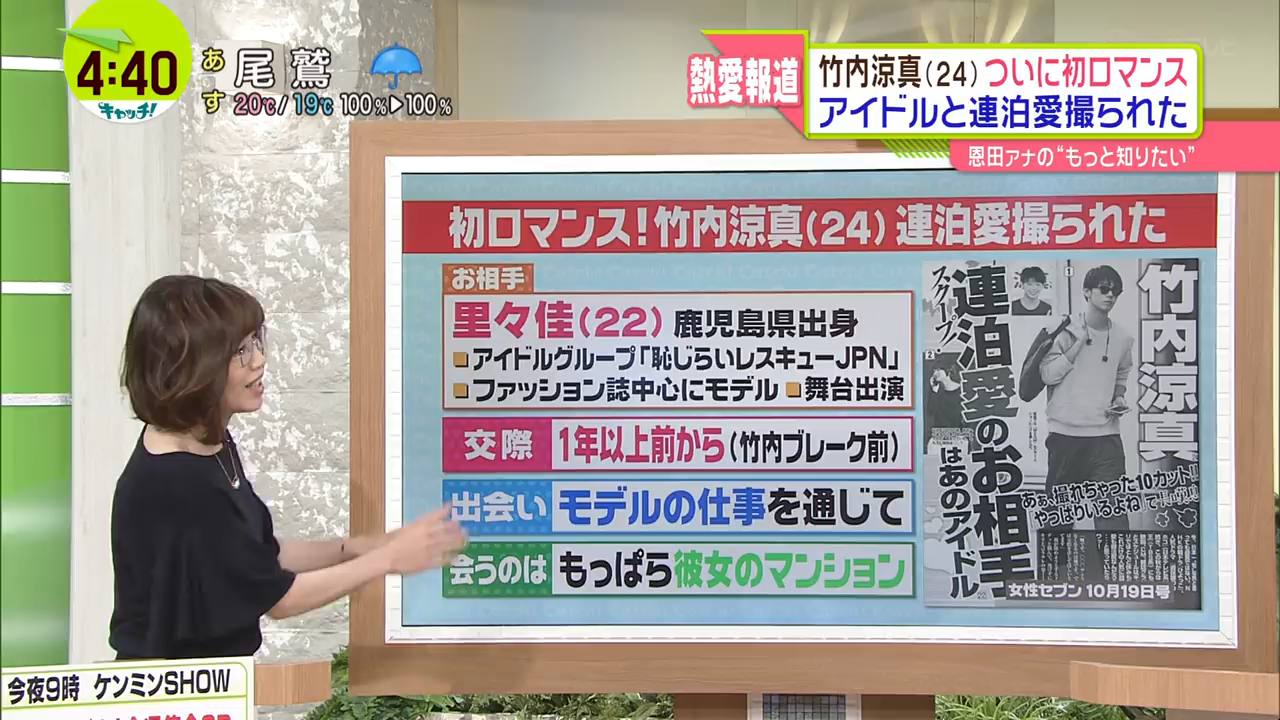 4:40
キャッチ!
あす
尾鷲
20℃/19℃ 100%▶100%
熱愛報道
竹内涼真(24)ついに初ロマンス
アイドルと連泊愛撮られた
恩田アナの“もっと知りたい”
初ロマンス!竹内涼真(24)連泊愛撮られた
お相手
里々佳(22)鹿児島県出身
アイドルグループ「恥じらいレスキューJPN」
ファッション誌中心にモデル 舞台出演
交際 1年以上前から(竹内ブレーク前)
出会い モデルの仕事を通じて
会うのは もっぱら彼女のマンション
竹内涼真
スクープ!
連泊愛のお相手
はあのアイドル
あぁ、撮れちゃった10カット!!
やっぱりいるよね
女性セブン 10月19日号
今夜9時 ケンミンSHOW